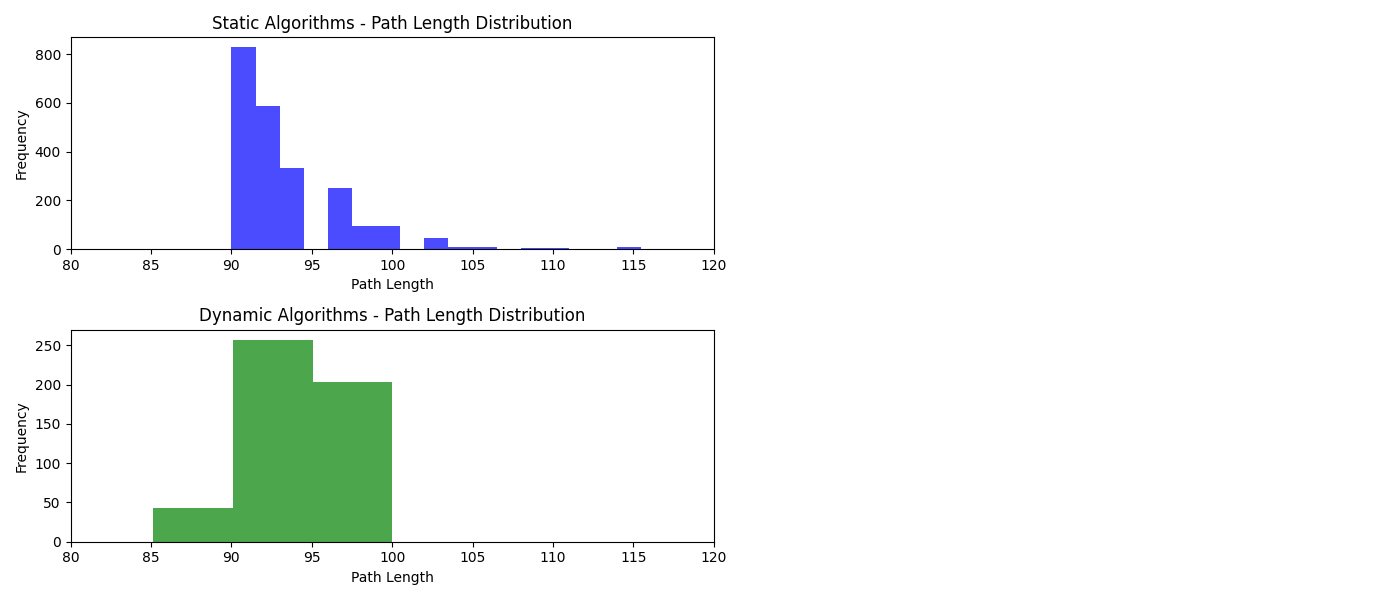 Static Algorithms - Path Length Distribution
Frequency
800
600
400
200
0
80 85 90 95 100 105 110 115 120
Path Length
Dynamic Algorithms - Path Length Distribution
Frequency
250
200
150
100
50
0
80 85 90 95 100 105 110 115 120
Path Length